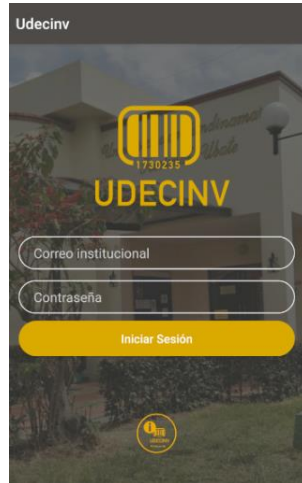 Udecinv
1730235
UDECINV
Correo institucional
Contraseña
Iniciar Sesión